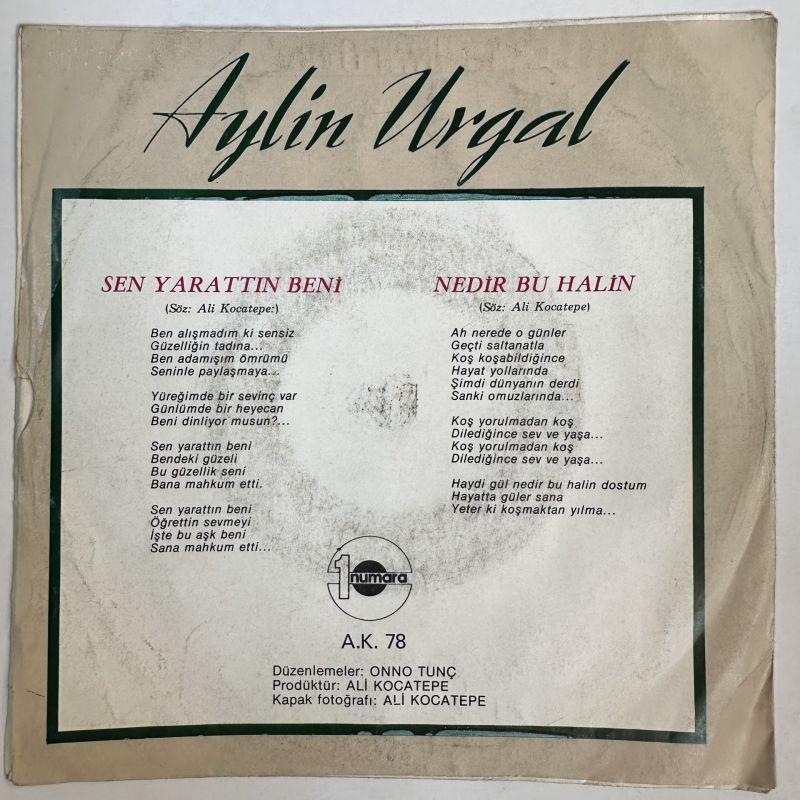 Aylin Urgal
SEN YARATTIN BENİ
(Söz: Ali Kocatepe:)
Ben alışmadım ki sensiz
Güzelliğin tadına...
Ben adamışım ömrümü
Seninle paylaşmaya...
Yüreğimde bir sevinç var
Günlümde bir heyecan
Beni dinliyor musun?...
Sen yarattın beni
Bendeki güzeli
Bu güzellik seni
Bana mahkum etti.
Sen yarattın beni
Öğrettin sevmeyi
İşte bu aşk beni
Sana mahkum etti...
NEDİR BU HALİN
(Söz: Ali Kocatepe)
Ah nerede o günler
Geçti saltanatla
Koş koşabildiğince
Hayat yollarında
Şimdi dünyanın derdi
Sanki omuzlarında...
Koş yorulmadan koş
Dilediğince sev ve yaşa...
Koş yorulmadan koş
Dilediğince sev ve yaşa...
Haydi gül nedir bu halin dostum
Hayatta güler sana
Yeter ki koşmaktan yılma...
1 numara
A.K. 78
Düzenlemeler: ONNO TUNÇ
Prodüktür: ALİ KOCATEPE
Kapak fotoğrafı: ALİ KOCATEPE